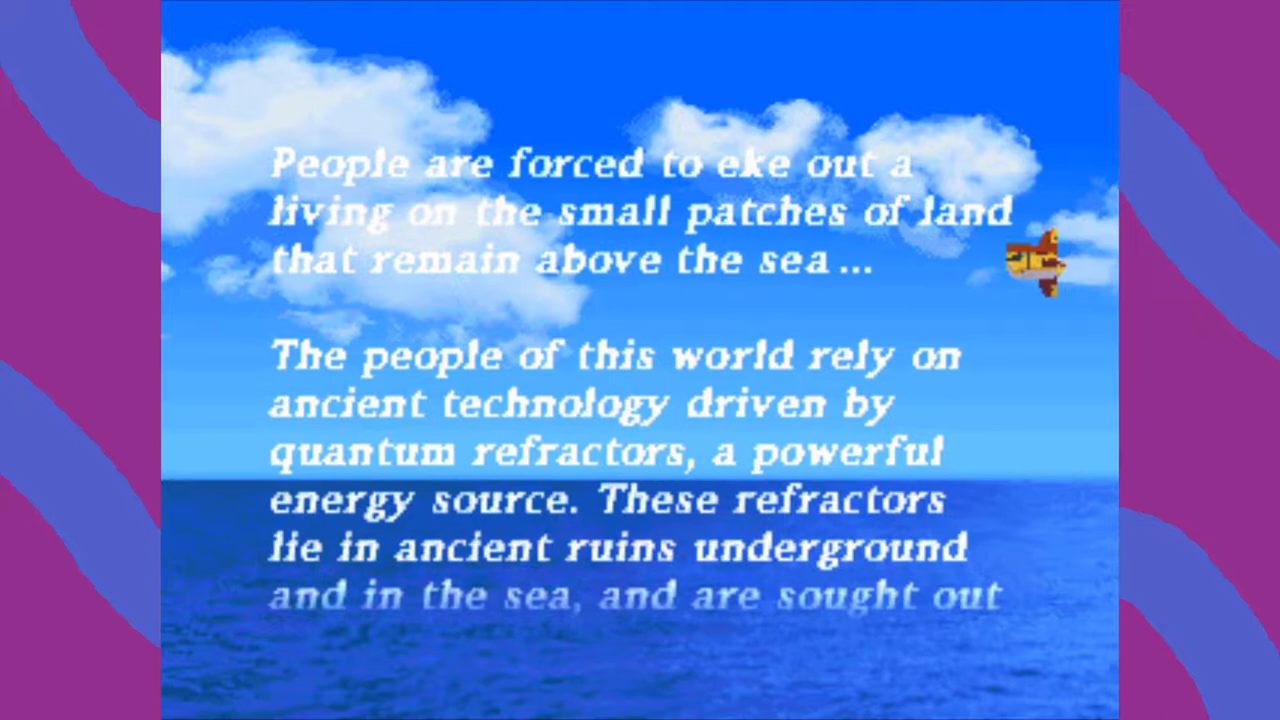 People are forced to eke out a
living on the small patches of land
that remain above the sea...
The people of this world rely on
ancient technology driven by
quantum refractors, a powerful
energy source. These refractors
lie in ancient ruins underground
and in the sea, and are sought out